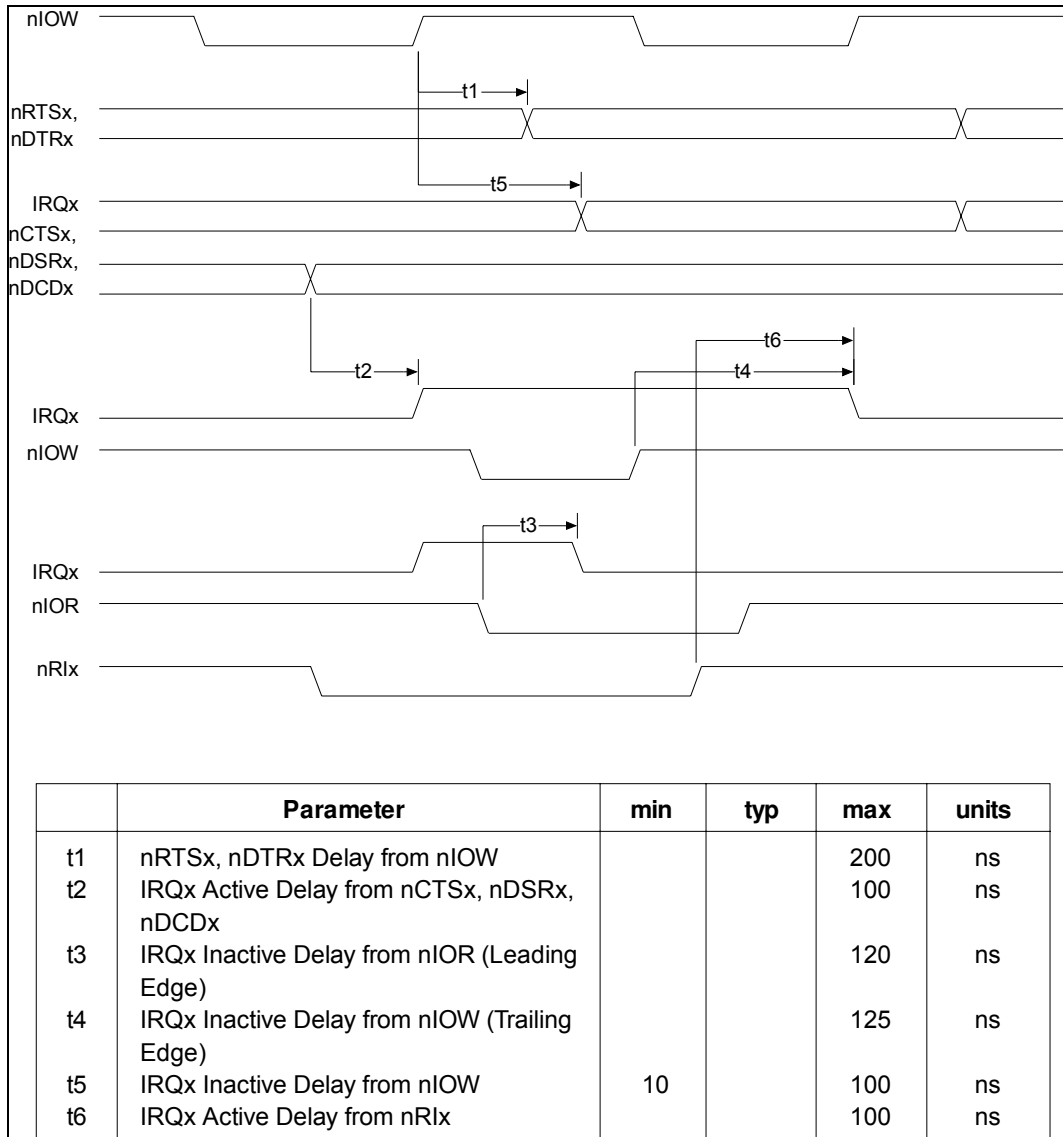 nIOW
t1
nRTSx,
nDTRx
t5
IRQx
nCTSx,
nDSRx,
nDCDx
t6
t2
t4
IRQx
nIOW
t3
IRQx
nIOR
nRIx
Parameter min typ max units
t1 nRTSx, nDTRx Delay from nIOW 200 ns
t2 IRQx Active Delay from nCTSx, nDSRx, 100 ns
nDCDx
t3 IRQx Inactive Delay from nIOR (Leading 120 ns
Edge)
t4 IRQx Inactive Delay from nIOW (Trailing 125 ns
Edge)
t5 IRQx Inactive Delay from nIOW 10 100 ns
t6 IRQx Active Delay from nRIx 100 ns